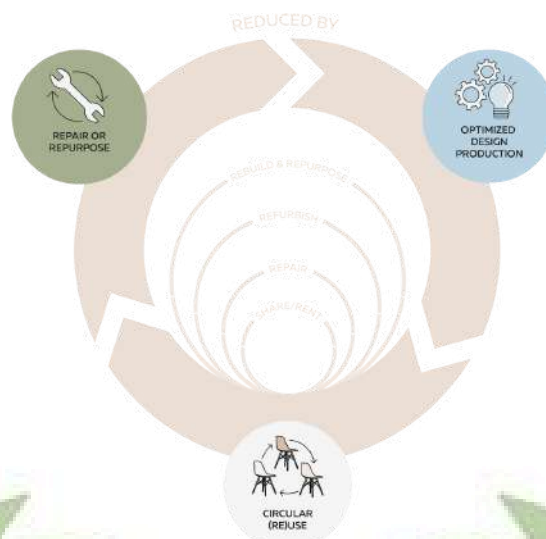 REDUCED BY
REPAIR OR
REPURPOSE
OPTIMIZED
DESIGN
PRODUCTION
REBUILD & REPURPOSE
REFURBISH
REPAIR
SHARE/RENT
CIRCULAR
(RE)USE